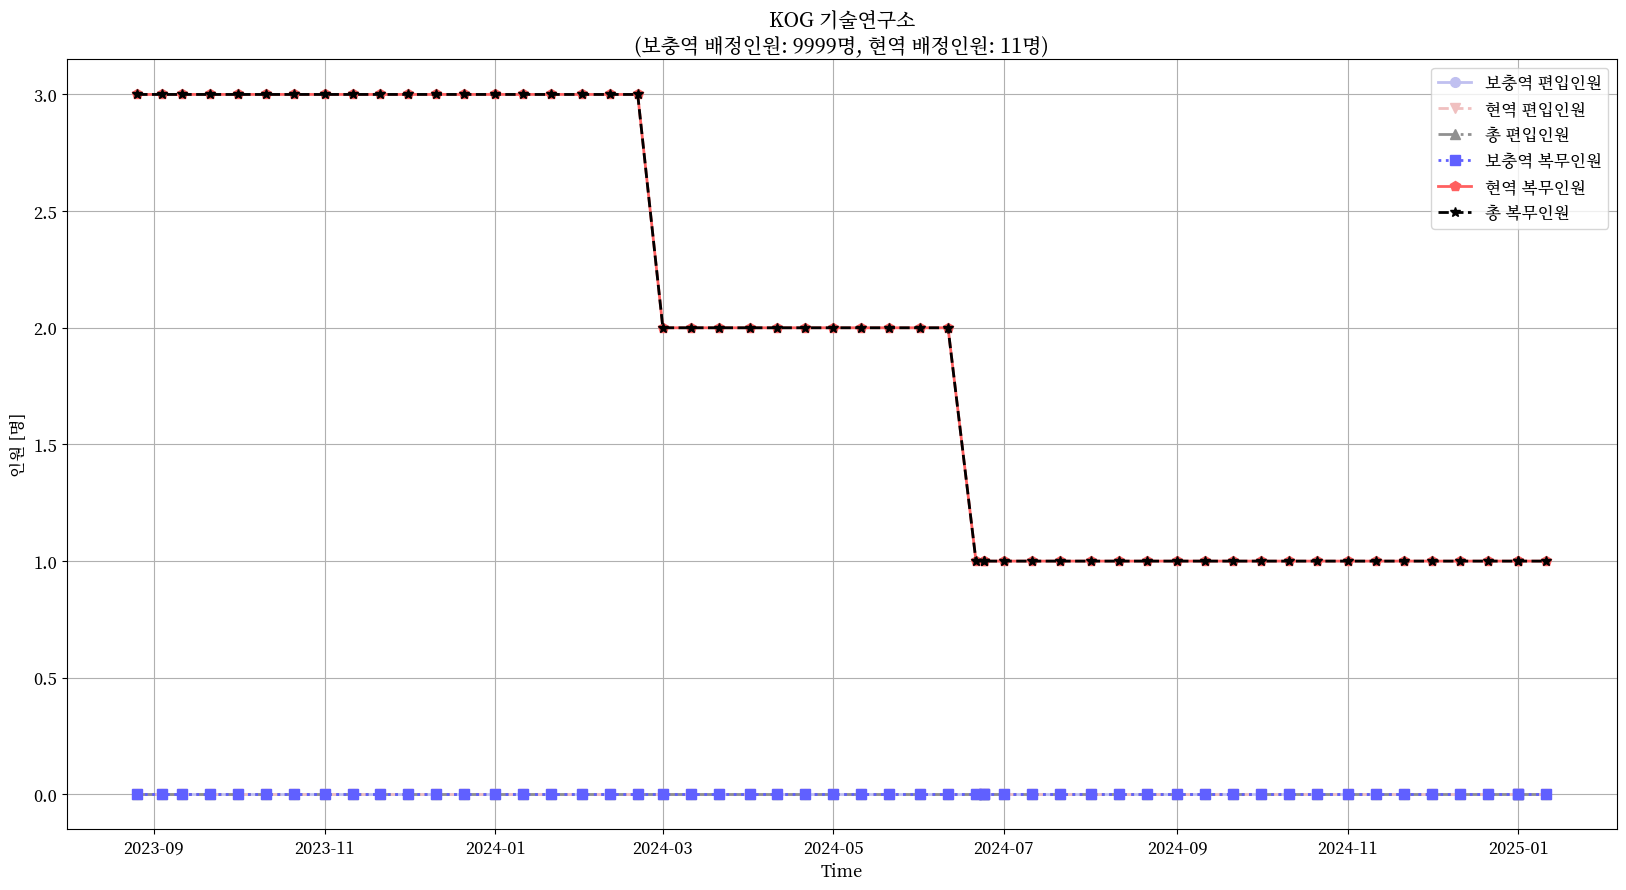 KOG 기술연구소
(보충역 배정인원: 9999명, 현역 배정인원: 11명)
보충역 편입인원
현역 편입인원
총 편입인원
보충역 복무인원
현역 복무인원
총 복무인원
인원 [명]
3.0
2.5
2.0
1.5
1.0
0.5
0.0
2023-09
2023-11
2024-01
2024-03
2024-05
2024-07
2024-09
2024-11
2025-01
Time